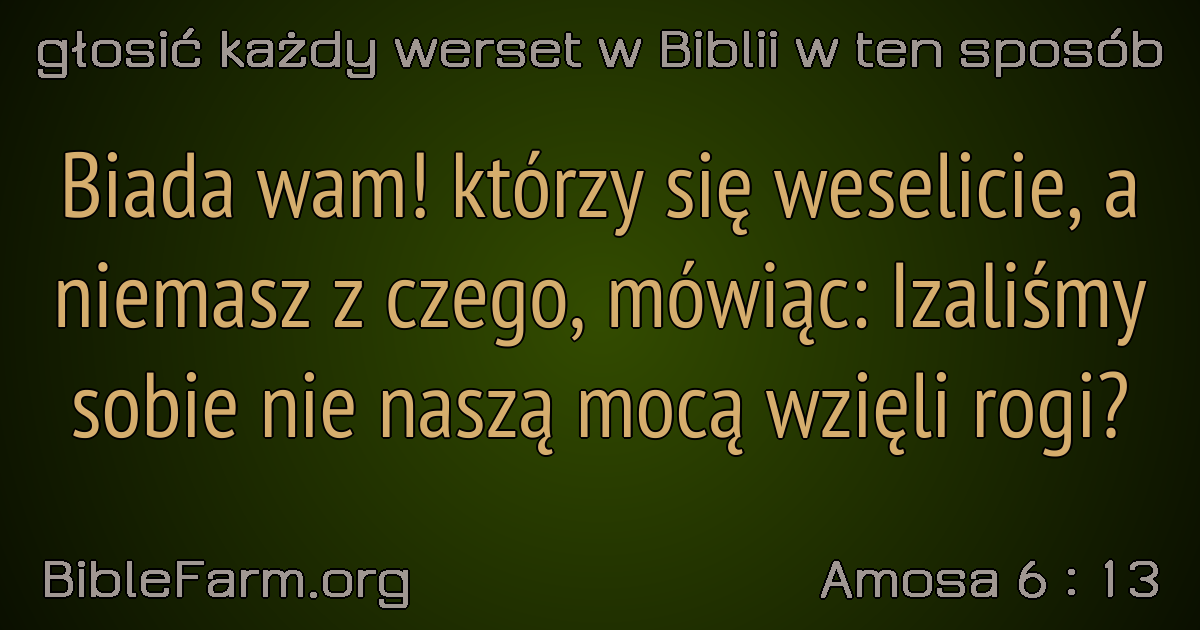 głosić każdy werset w Biblii w ten sposób
Biada wam! którzy się weselicie, a
niemasz z czego, mówiąc: Izaliśmy
sobie nie naszą mocą wzięli rogi?
BibleFarm.org
Amosa 6 : 13